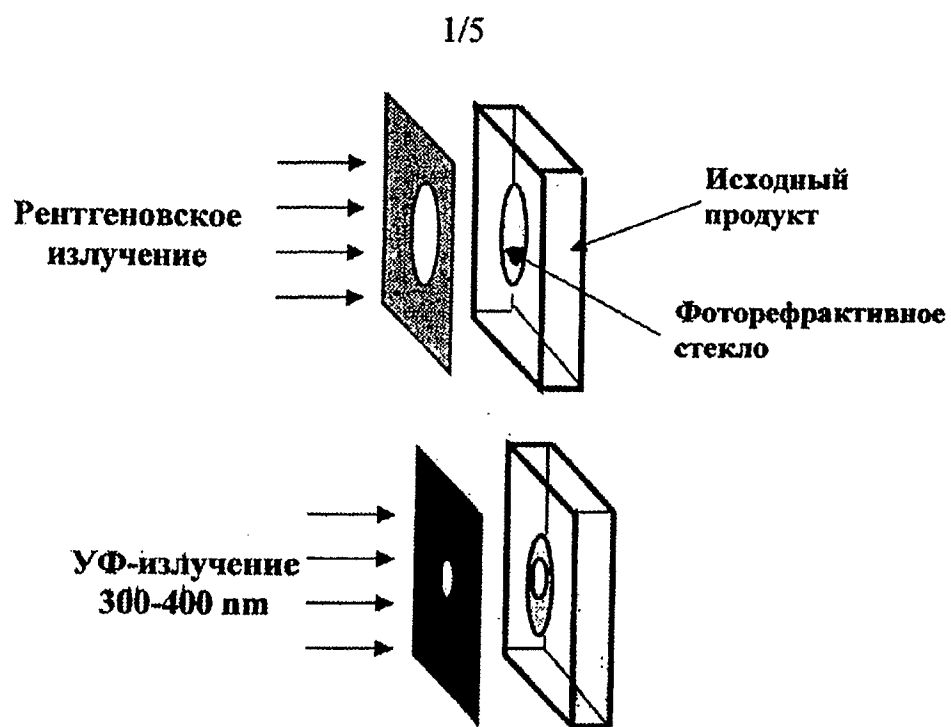 1/5
Рентгеновское
излучение
Исходный
продукт
Фоторефрактивное
стекло
УФ-излучение
300-400 nm